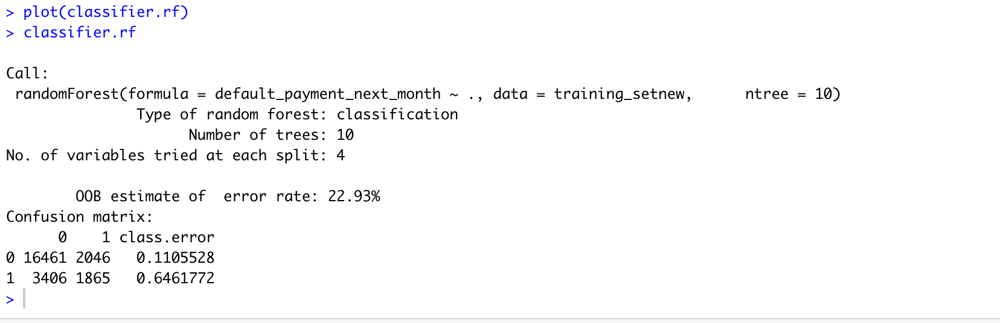 > plot(classifier.rf)
> classifier.rf
Call:
 randomForest(formula = default_payment_next_month ~ ., data = training_setnew,      ntree = 10)
               Type of random forest: classification
                     Number of trees: 10
No. of variables tried at each split: 4
        OOB estimate of  error rate: 22.93%
Confusion matrix:
      0    1 class.error
0 16461 2046   0.1105528
1  3406 1865   0.6461772
>